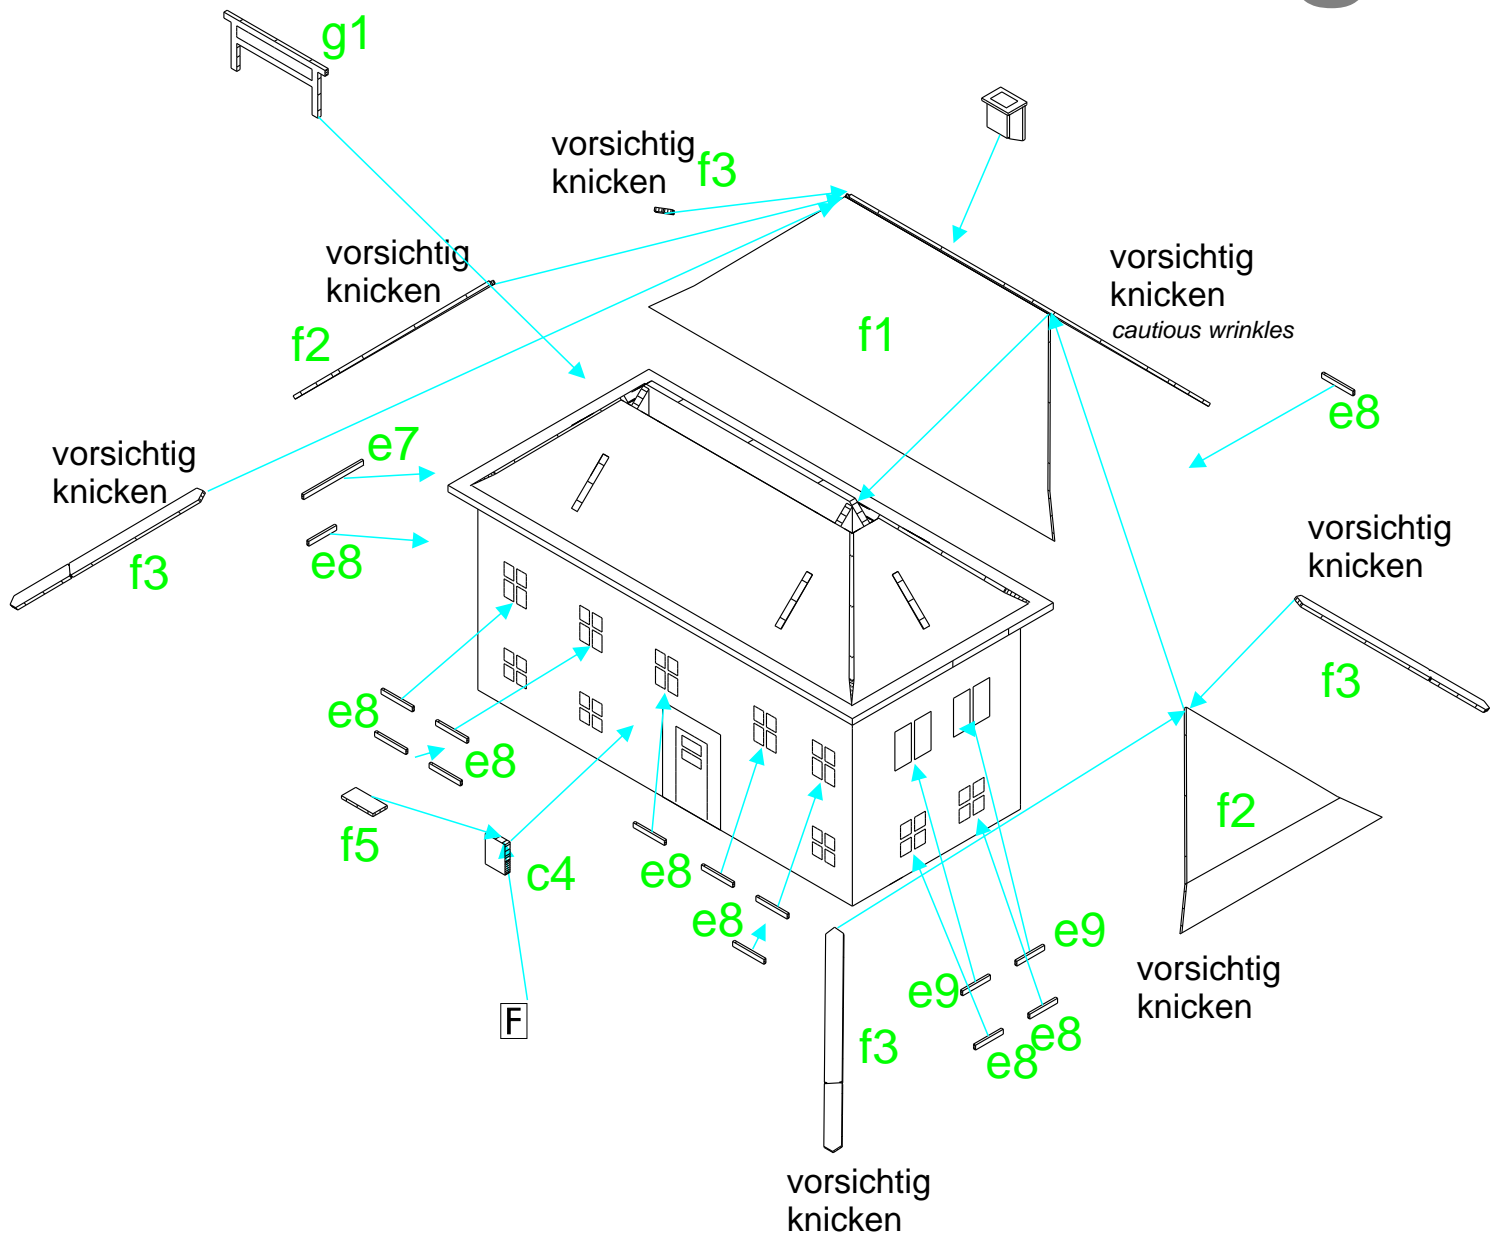 g1
vorsichtig
knicken
f3
vorsichtig
knicken
f2
vorsichtig
knicken
cautious wrinkles
f1
e8
vorsichtig
knicken
f3
e7
e8
vorsichtig
knicken
f3
e8
e8
f5
c4
e8
e8
f2
e9
e9
vorsichtig
knicken
F
f3
e8
e8
vorsichtig
knicken